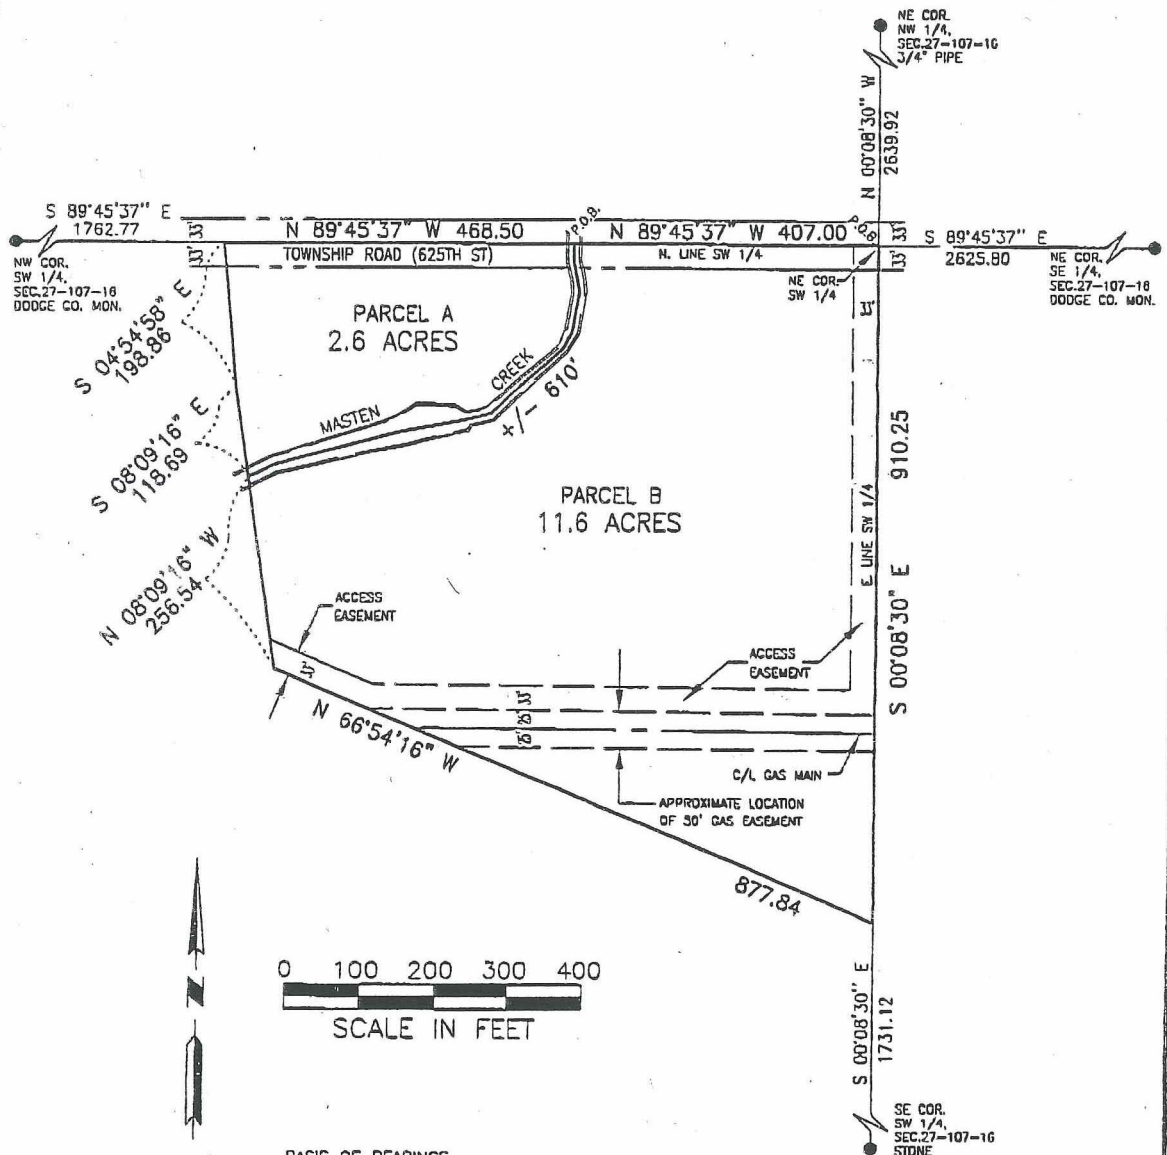 NE COR.
NW 1/4,
SEC.27-107-16
3/4" PIPE
N 00°08'30" W
2639.92
S 89°45'37" E
1762.77
N 89°45'37" W 468.50
P.O.B.
N 89°45'37" W 407.00
P.O.B.
33'
33'
S 89°45'37" E
2625.80
NW COR.
SW 1/4,
SEC.27-107-16
DODGE CO. MON.
33'
33'
TOWNSHIP ROAD (625TH ST)
N. LINE SW 1/4
NE COR.
SW 1/4
NE COR.
SE 1/4,
SEC.27-107-16
DODGE CO. MON.
33'
S 04°54'58" E
198.86
PARCEL A
2.6 ACRES
MASTEN
CREEK
+/- 610'
S 08°09'16" E
118.69
PARCEL B
11.6 ACRES
E LINE SW 1/4
910.25
S 00°08'30" E
N 08°09'16" W
256.54
ACCESS
EASEMENT
ACCESS
EASEMENT
33'
33'
25'
25'
N 66°54'16" W
877.84
C/L GAS MAIN
APPROXIMATE LOCATION
OF 50' GAS EASEMENT
N
0 100 200 300 400
SCALE IN FEET
S 00°08'30" E
1731.12
SE COR.
SW 1/4,
SEC.27-107-16
STONE
BASIS OF BEARINGS